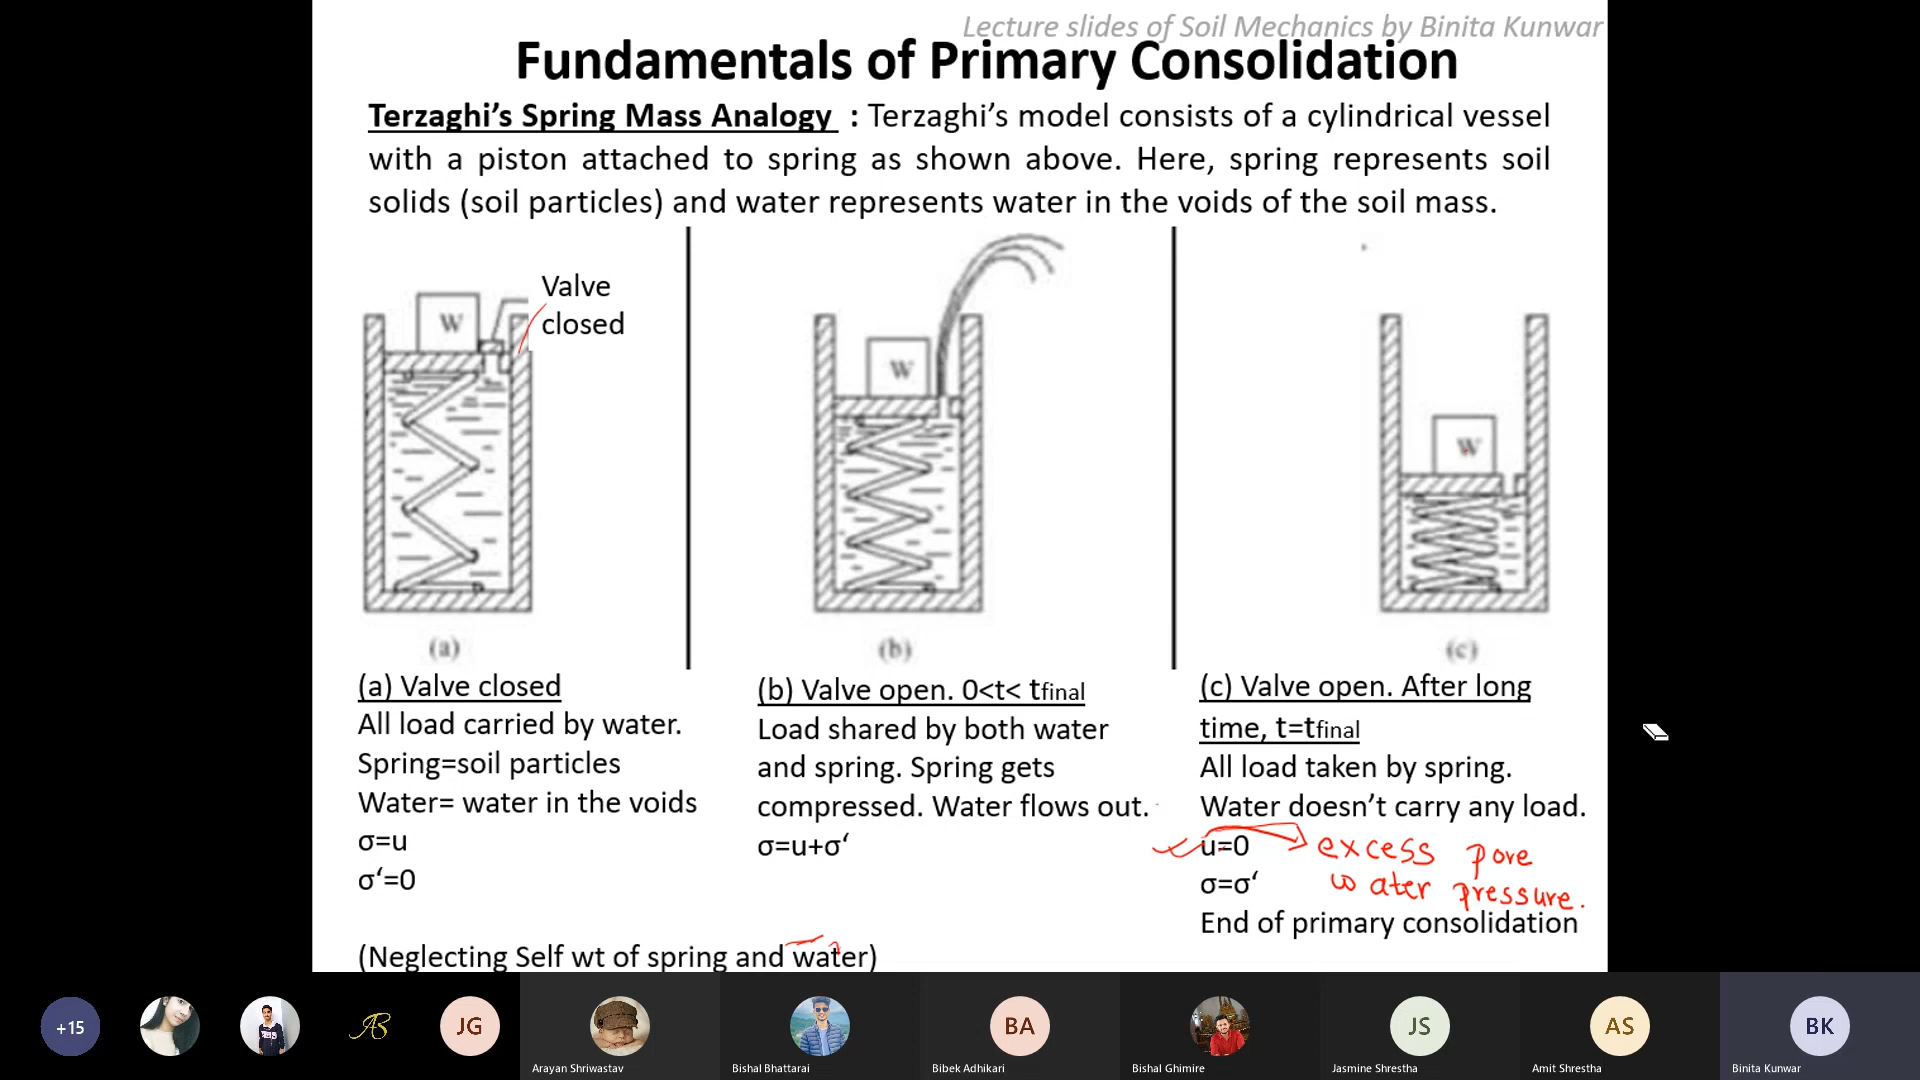 Lecture slides of Soil Mechanics by Binita Kunwar
Fundamentals of Primary Consolidation
Terzaghi’s Spring Mass Analogy : Terzaghi’s model consists of a cylindrical vessel
with a piston attached to spring as shown above. Here, spring represents soil
solids (soil particles) and water represents water in the voids of the soil mass.
Valve
closed
W
W
W
(a)
(b)
(c)
(a) Valve closed
All load carried by water.
Spring=soil particles
Water= water in the voids
σ=u
σ‘=0
(b) Valve open. 0<t< tfinal
Load shared by both water
and spring. Spring gets
compressed. Water flows out.
σ=u+σ‘
(c) Valve open. After long
time, t=tfinal
All load taken by spring.
Water doesn’t carry any load.
u=0
excess pore
water pressure.
σ=σ‘
End of primary consolidation
(Neglecting Self wt of spring and water)
+15
AS
JG
Arayan Shriwastav
Bishal Bhattarai
BA
Bibek Adhikari
Bishal Ghimire
JS
Jasmine Shrestha
AS
Amit Shrestha
BK
Binita Kunwar